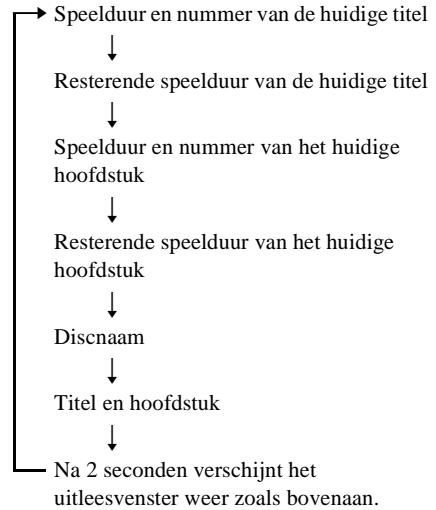 Speelduur en nummer van de huidige titel
Resterende speelduur van de huidige titel
Speelduur en nummer van het huidige
hoofdstuk
Resterende speelduur van het huidige
hoofdstuk
Discnaam
Titel en hoofdstuk
Na 2 seconden verschijnt het
uitleesvenster weer zoals bovenaan.